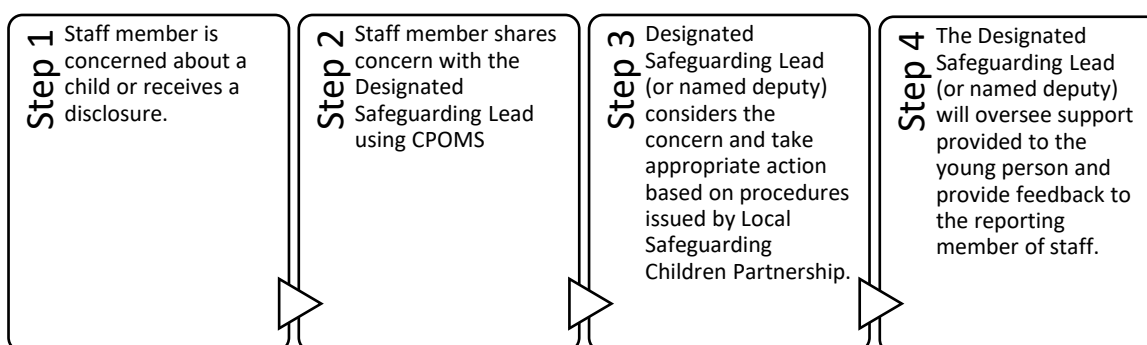 Step 1
Staff member is
concerned about a
child or receives a
disclosure.
Step 2
Staff member shares
concern with the
Designated
Safeguarding Lead
using CPOMS
Step 3
Designated
Safeguarding Lead
(or named deputy)
considers the
concern and take
appropriate action
based on procedures
issued by Local
Safeguarding
Children Partnership.
Step 4
The Designated
Safeguarding Lead
(or named deputy)
will oversee support
provided to the
young person and
provide feedback to
the reporting
member of staff.